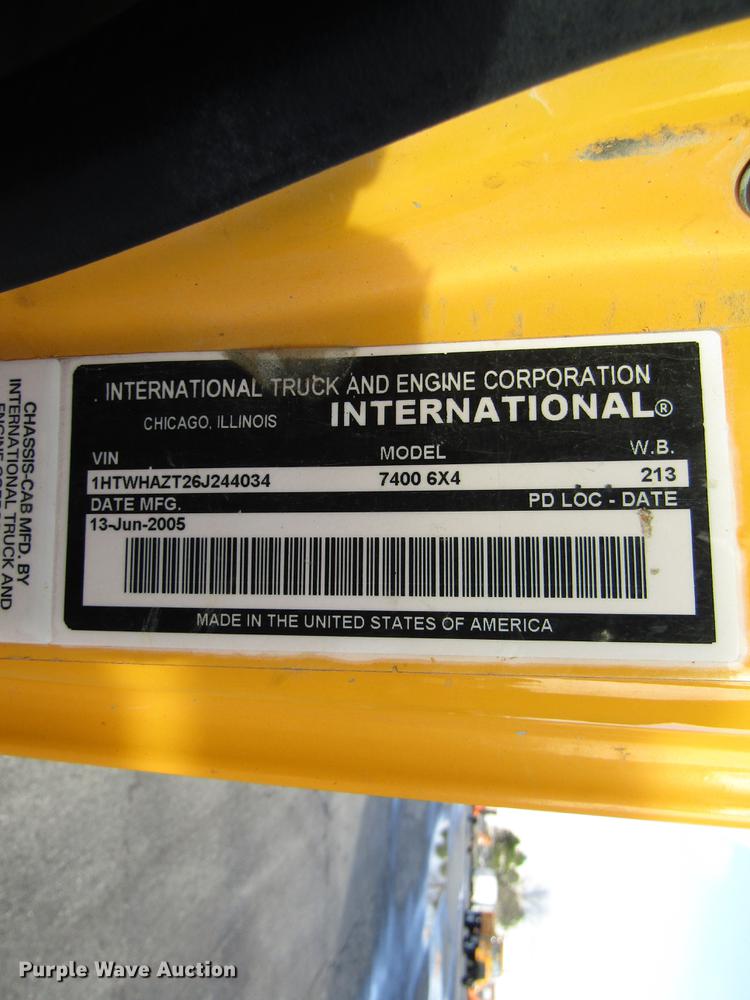 INTERNATIONAL TRUCK AND ENGINE CORPORATION
CHICAGO, ILLINOIS INTERNATIONAL®
VIN MODEL W.B.
1HTWHAZT26J244034 7400 6X4 213
DATE MFG. PD LOC - DATE
13-Jun-2005
MADE IN THE UNITED STATES OF AMERICA
CHASSIS-CAB MFD. BY
INTERNATIONAL TRUCK AND
Purple Wave Auction